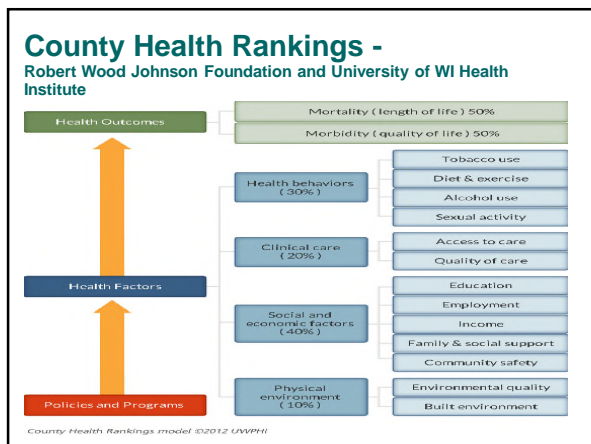 County Health Rankings -
Robert Wood Johnson Foundation and University of WI Health
Institute
Health Outcomes
Mortality (length of life) 50%
Morbidity (quality of life) 50%
Health Factors
Health behaviors
(30%)
Tobacco use
Diet & exercise
Alcohol use
Sexual activity
Clinical care
(20%)
Access to care
Quality of care
Social and
economic factors
(40%)
Education
Employment
Income
Family & social support
Community safety
Physical
environment
(10%)
Environmental quality
Built environment
Policies and Programs
County Health Rankings model ©2012 UWPHI